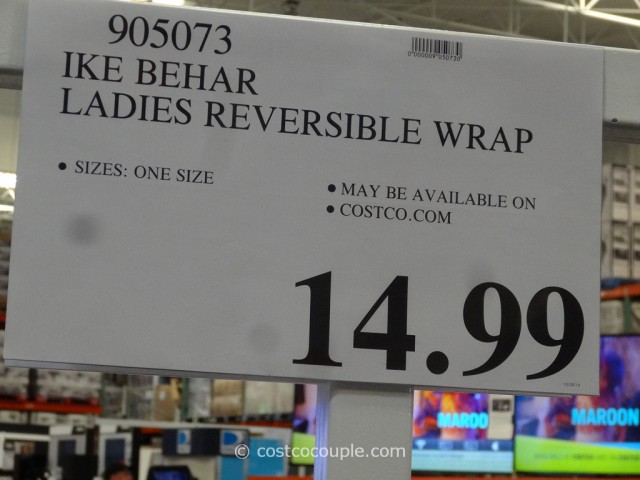 905073
IKE BEHAR
LADIES REVERSIBLE WRAP
• SIZES: ONE SIZE
• MAY BE AVAILABLE ON
• COSTCO.COM
14.99
MAROO
MAROON
© costcocouple.com